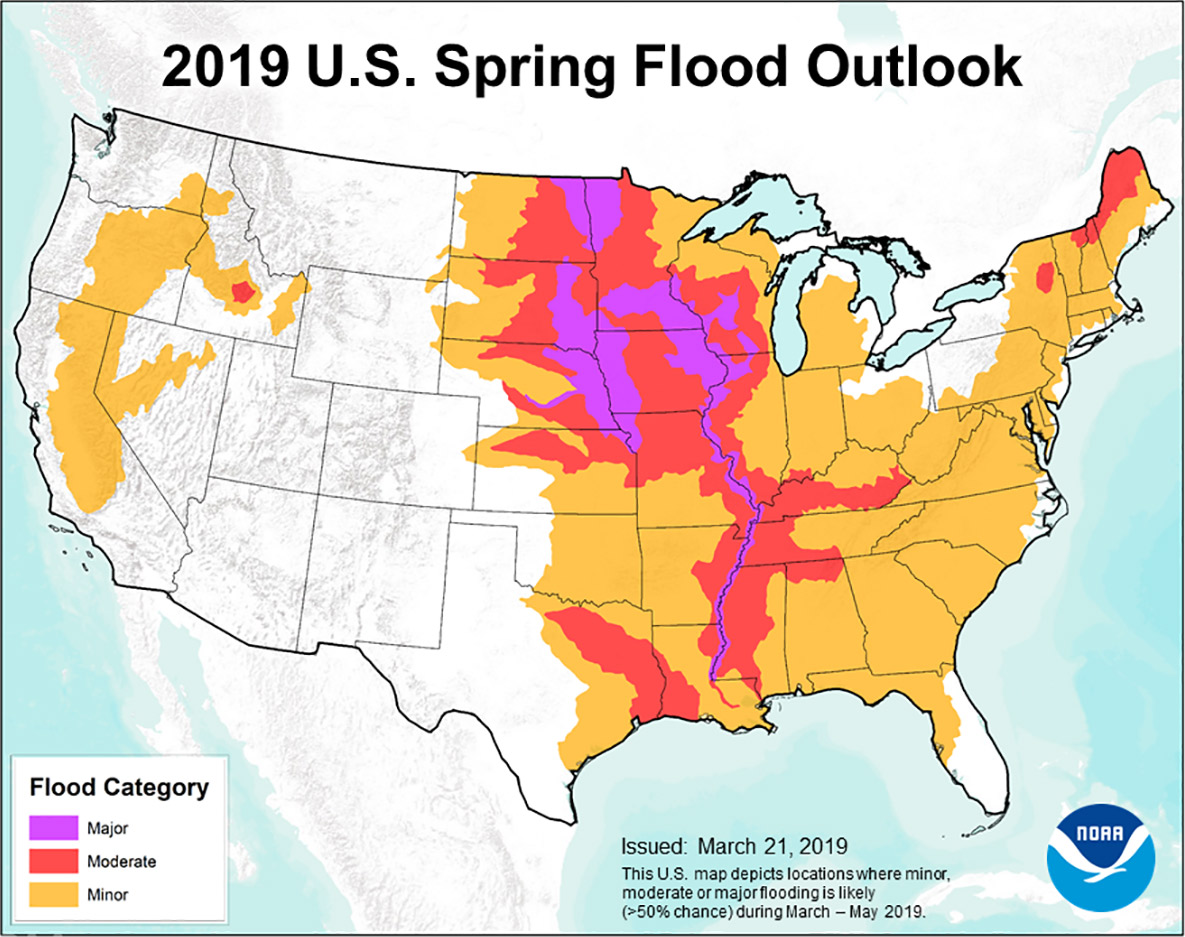 2019 U.S. Spring Flood Outlook
Flood Category
Major
Moderate
Minor
Issued: March 21, 2019
This U.S. map depicts locations where minor,
moderate or major flooding is likely
(>50% chance) during March – May 2019.
NOAA